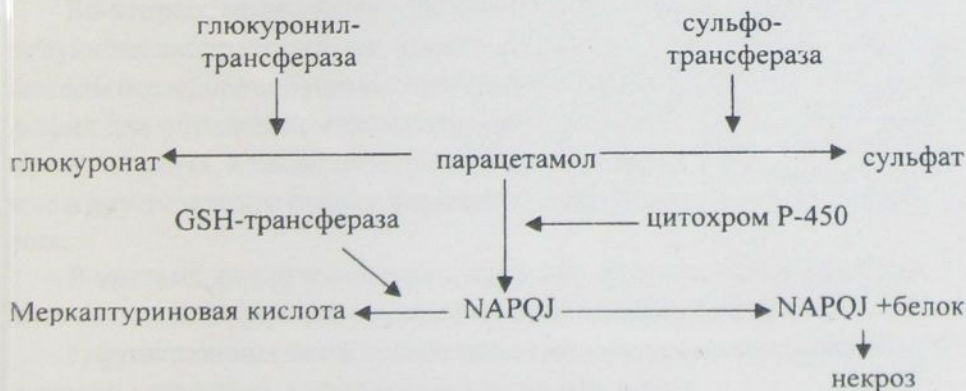 глюкуронил-
трансфераза
сульфо-
трансфераза
глюкуронат
парацетамол
сульфат
GSH-трансфераза
цитохром Р-450
Меркаптуриновая кислота
NAPQJ
NAPQJ +белок
некроз